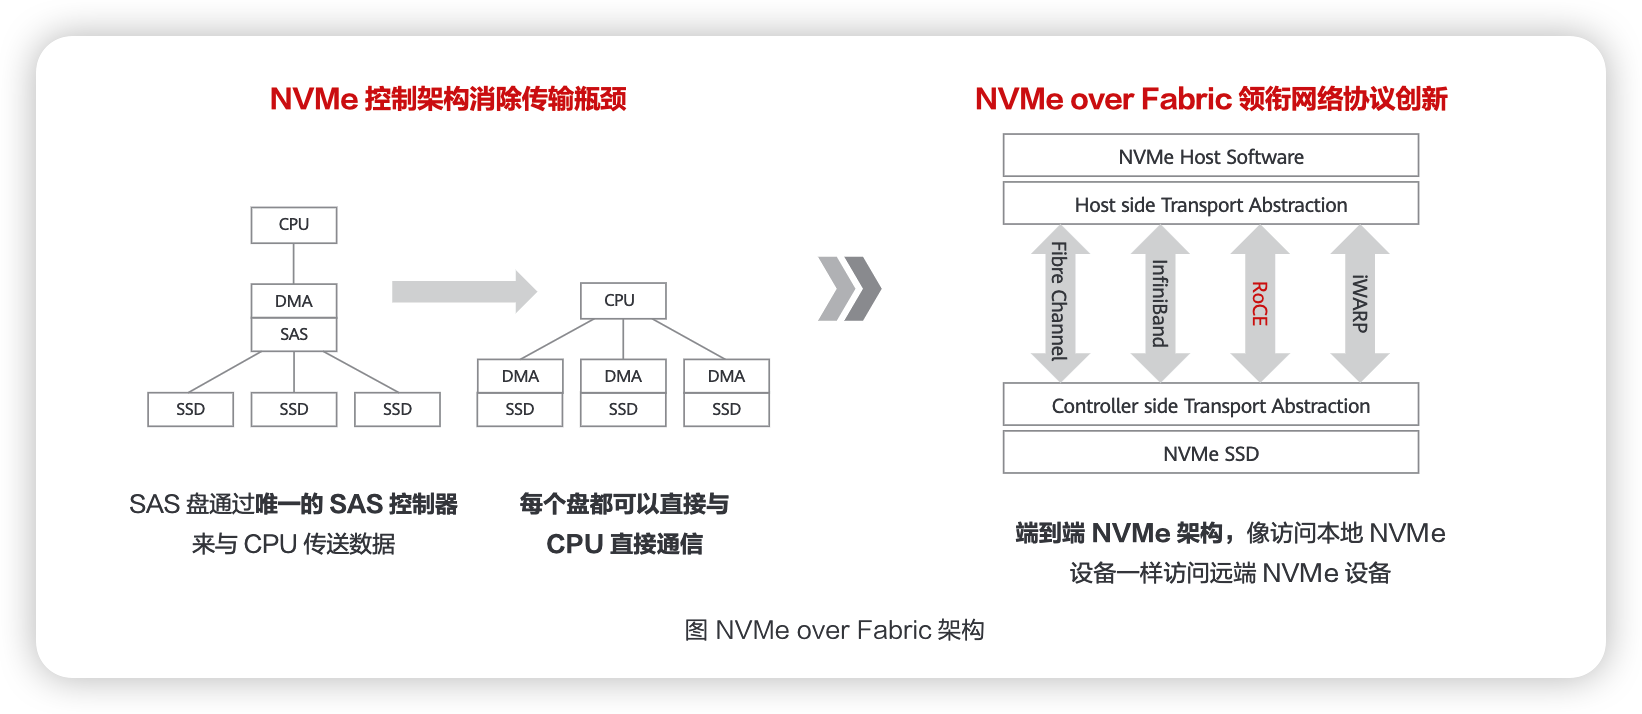 NVMe 控制架构消除传输瓶颈
CPU
DMA
SAS
SSD
SSD
SSD
CPU
DMA
DMA
DMA
SSD
SSD
SSD
SAS 盘通过唯一的 SAS 控制器
来与 CPU 传送数据
每个盘都可以直接与
CPU 直接通信
NVMe over Fabric 领衔网络协议创新
NVMe Host Software
Host side Transport Abstraction
Fibre Channel
InfiniBand
RoCE
iWARP
Controller side Transport Abstraction
NVMe SSD
端到端 NVMe 架构，像访问本地 NVMe
设备一样访问远端 NVMe 设备
图 NVMe over Fabric 架构